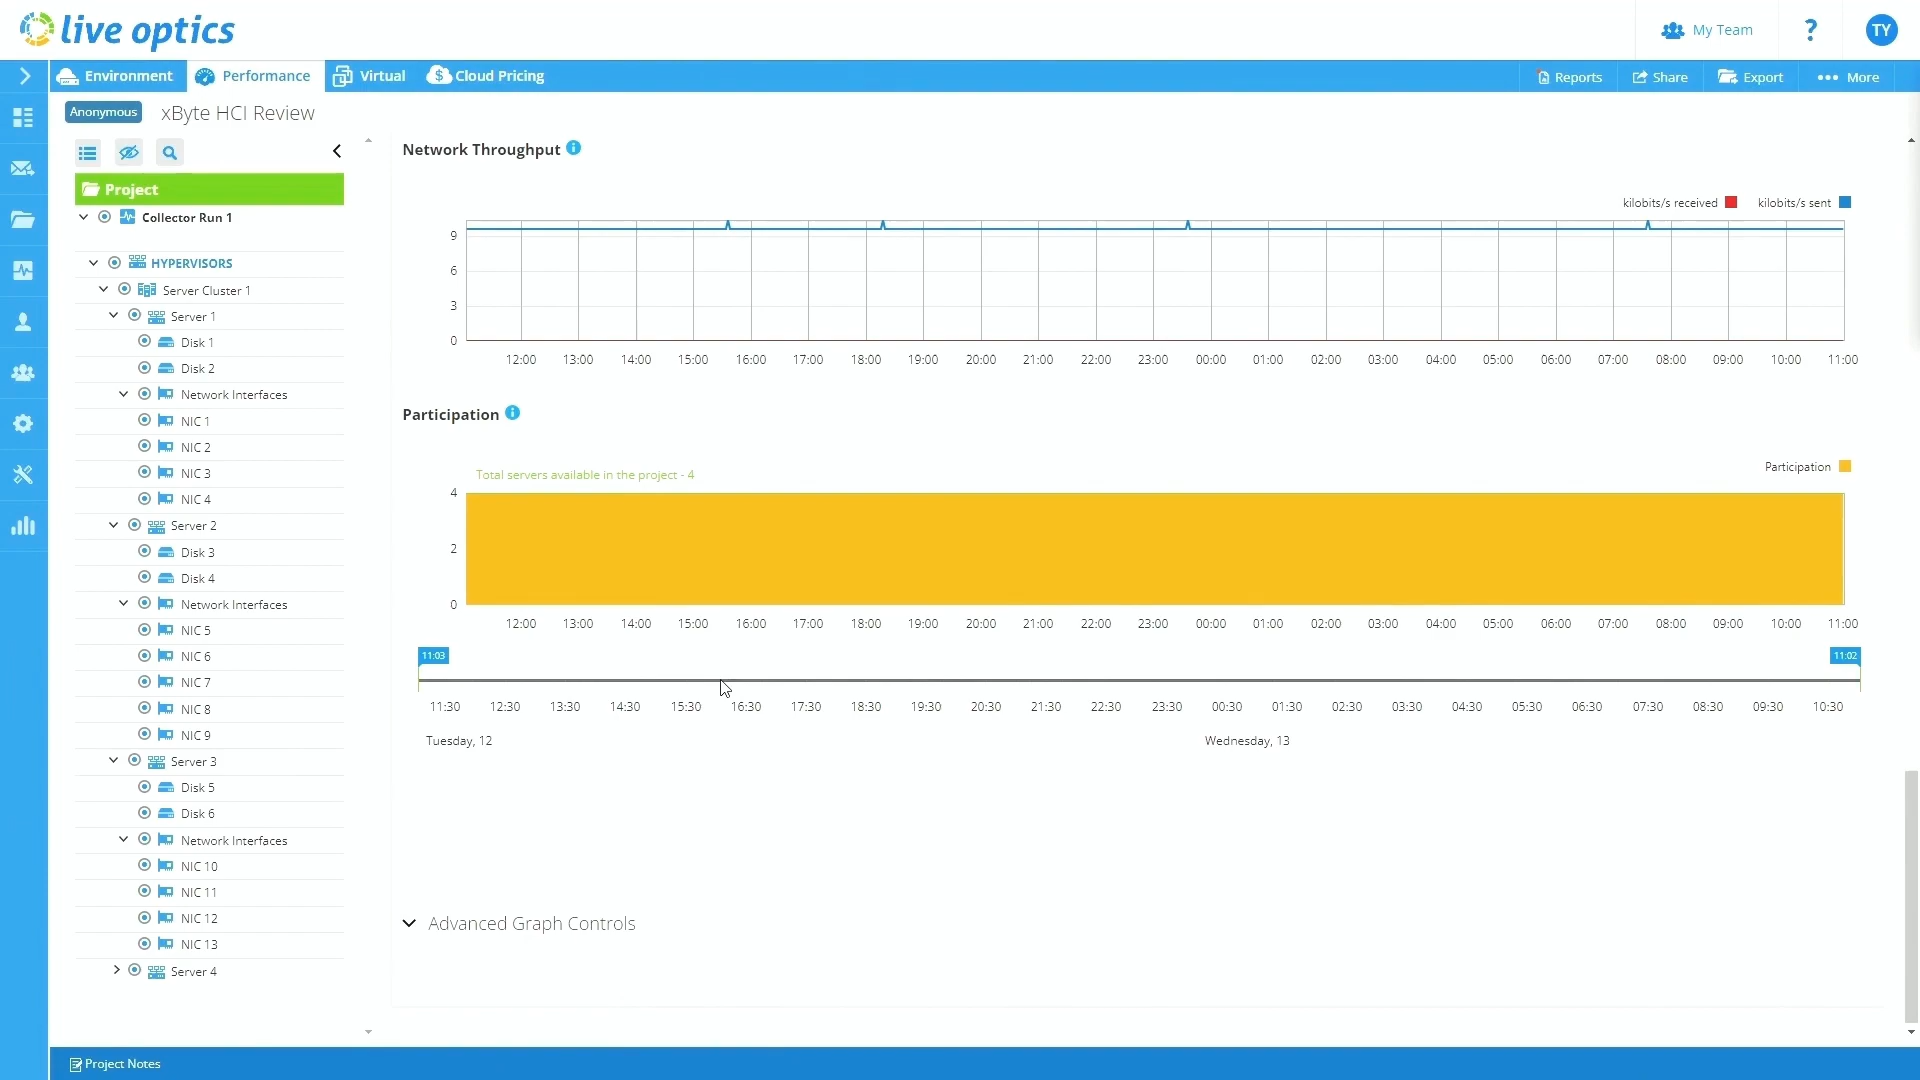 live optics
My Team
?
TY
Environment
Performance
Virtual
$ Cloud Pricing
Reports
Share
Export
More
Anonymous
xByte HCI Review
Project
Collector Run 1
HYPERVISORS
Server Cluster 1
Server 1
Disk 1
Disk 2
Network Interfaces
NIC 1
NIC 2
NIC 3
NIC 4
Server 2
Disk 3
Disk 4
Network Interfaces
NIC 5
NIC 6
NIC 7
NIC 8
NIC 9
Server 3
Disk 5
Disk 6
Network Interfaces
NIC 10
NIC 11
NIC 12
NIC 13
Server 4
Network Throughput
kilobits/s received kilobits/s sent
9
6
3
0
12:00 13:00 14:00 15:00 16:00 17:00 18:00 19:00 20:00 21:00 22:00 23:00 00:00 01:00 02:00 03:00 04:00 05:00 06:00 07:00 08:00 09:00 10:00 11:00
Participation
Total servers available in the project - 4
Participation
4
2
0
12:00 13:00 14:00 15:00 16:00 17:00 18:00 19:00 20:00 21:00 22:00 23:00 00:00 01:00 02:00 03:00 04:00 05:00 06:00 07:00 08:00 09:00 10:00 11:00
11:03 11:02
11:30 12:30 13:30 14:30 15:30 16:30 17:30 18:30 19:30 20:30 21:30 22:30 23:30 00:30 01:30 02:30 03:30 04:30 05:30 06:30 07:30 08:30 09:30 10:30
Tuesday, 12 Wednesday, 13
Advanced Graph Controls
Project Notes